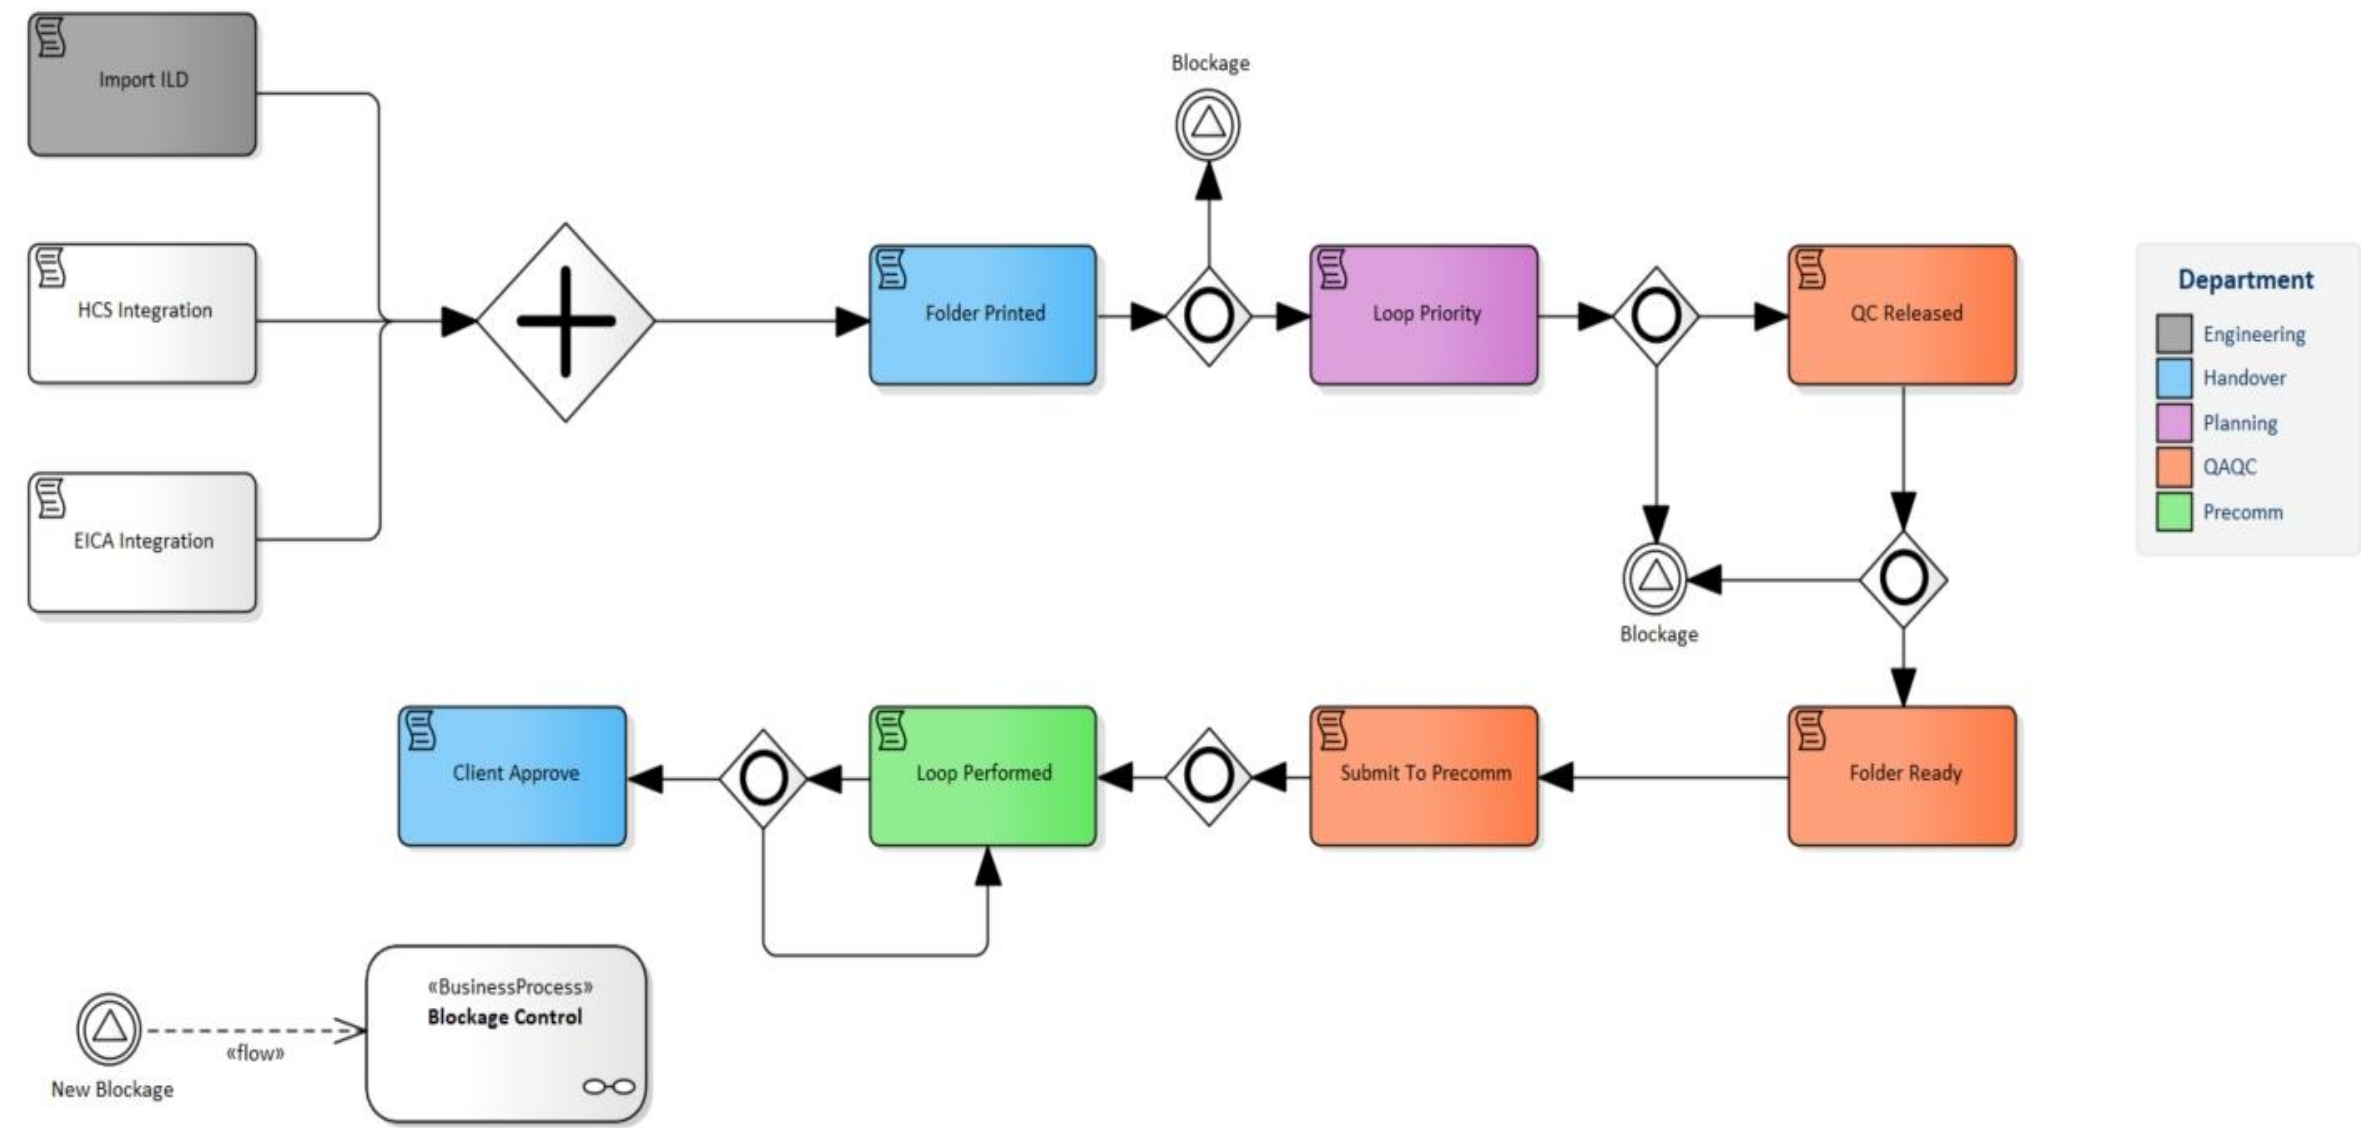 Import ILD
Blockage
HCS Integration
Folder Printed
Loop Priority
QC Released
Department
Engineering
Handover
Planning
QAQC
Precomm
EICA Integration
Blockage
Client Approve
Loop Performed
Submit To Precomm
Folder Ready
«BusinessProcess»
Blockage Control
«flow»
New Blockage